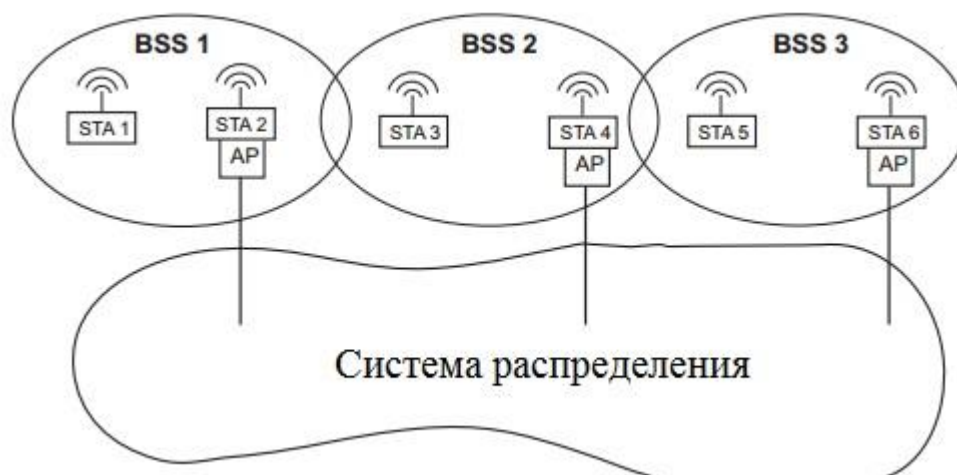 BSS 1
BSS 2
BSS 3
STA 1
STA 2
STA 3
STA 4
STA 5
STA 6
AP
AP
AP
Система распределения